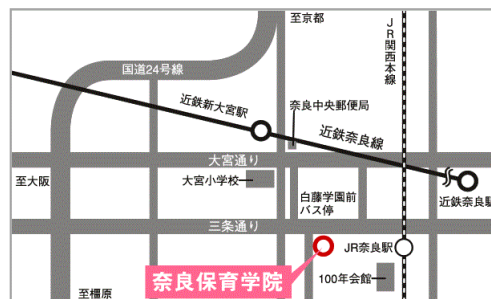 至京都
JR関西本線
国道24号線
近鉄新大宮駅
奈良中央郵便局
近鉄奈良線
大宮通り
至大阪
大宮小学校
白藤学園前
バス停
近鉄奈良駅
三条通り
JR奈良駅
奈良保育学院
100年会館
至橿原